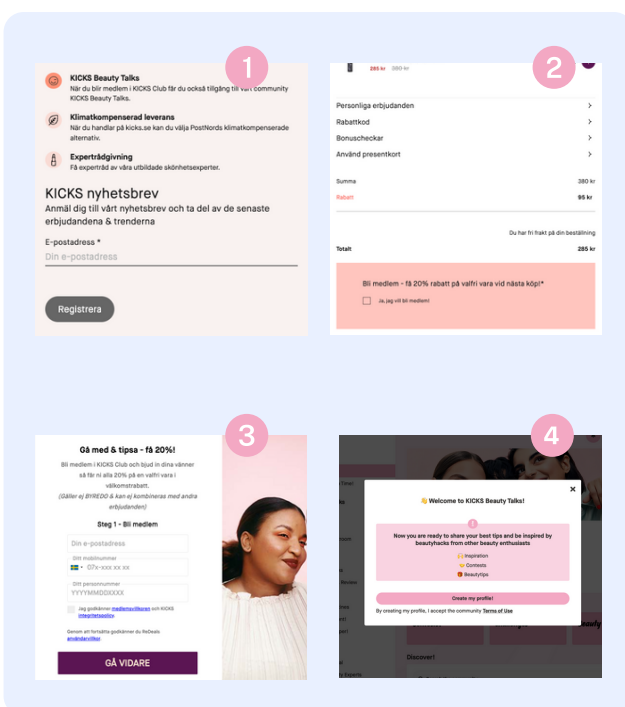 1
KICKS Beauty Talks
När du blir medlem i KICKS Club får du också tillgång till vårt community
KICKS Beauty Talks.
Klimatkompenserad leverans
När du handlar på kicks.se kan du välja PostNords klimatkompenserade
alternativ.
Expertrådgivning
Få expertråd av våra utbildade skönhetsexperter.
KICKS nyhetsbrev
Anmäl dig till vårt nyhetsbrev och ta del av de senaste
erbjudandena & trenderna
E-postadress *
Din e-postadress
Registrera
2
285 kr 380 kr
Personliga erbjudanden
Rabattkod
Bonuscheckar
Använd presentkort
Summa 380 kr
Rabatt 95 kr
Du har fri frakt på din beställning
Totalt 285 kr
Bli medlem - få 20% rabatt på valfri vara vid nästa köp!*
Ja, jag vill bli medlem!
3
Gå med & tipsa - få 20%!
Bli medlem i KICKS Club och bjud in dina vänner
så får ni alla 20% på en valfri vara i
välkomstrabatt.
(Gäller ej BYREDO & kan ej kombineras med andra
erbjudanden)
Steg 1 - Bli medlem
Din e-postadress
Ditt mobilnummer
07x-xxx xx xx
Ditt personnummer
YYYYMMDDXXXX
Jag godkänner medlemsvillkoren och KICKS
integritetspolicy.
Genom att fortsätta godkänner du ReDeals
användarvillkor
GÅ VIDARE
4
Welcome to KICKS Beauty Talks!
Now you are ready to share your best tips and be inspired by
beautyhacks from other beauty enthusiasts
Inspiration
Contests
Beautytips
Create my profile!
By creating my profile, I accept the community Terms of Use
Review
Discover!
y Experts